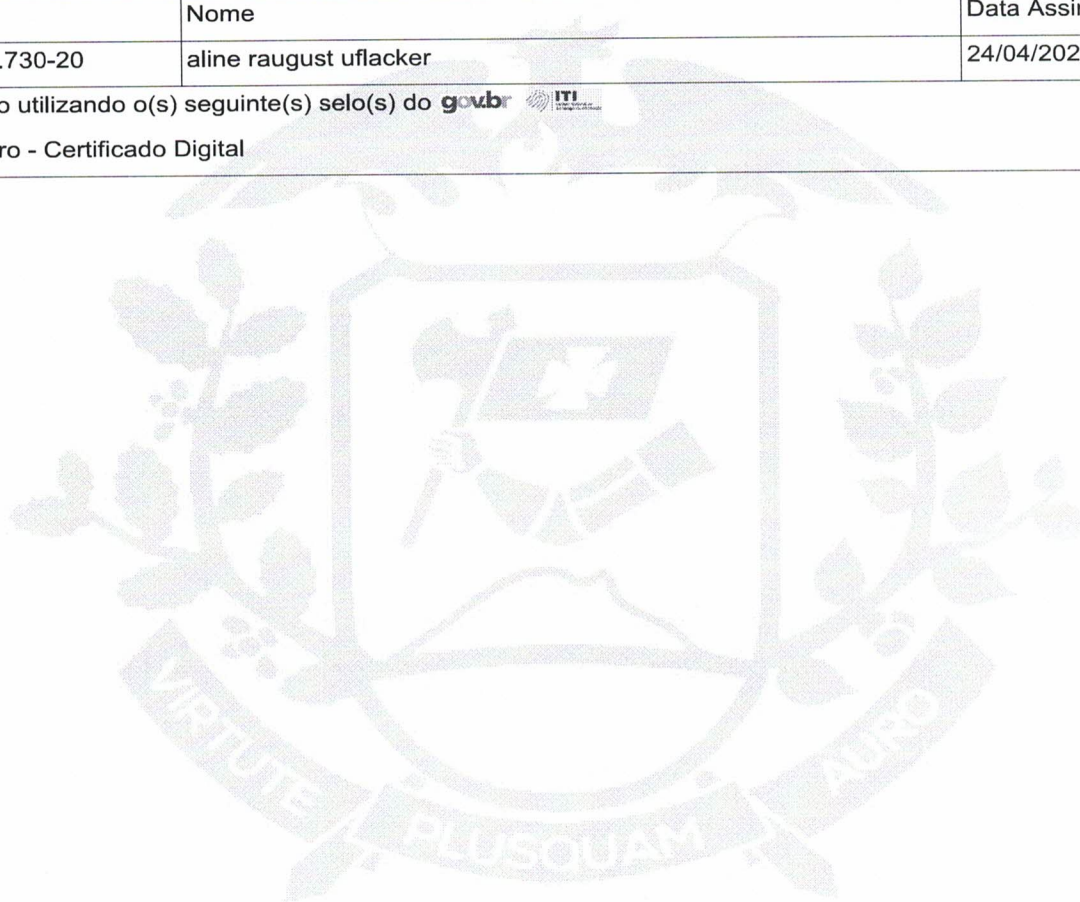 Nome Data Assi
.730-20 aline raugust uflacker 24/04/202
o utilizando o(s) seguinte(s) selo(s) do gov.br ITI
ro - Certificado Digital
VIRTUTE PLUSQUAM AURO